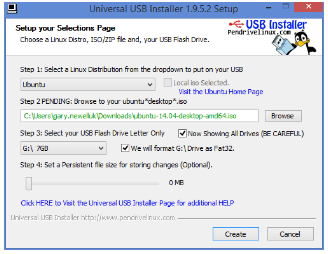 Universal USB Installer 1.9.5.2 Setup
Setup your Selections Page
Choose a Linux Distro, ISO/ZIP file and, your USB Flash Drive.
USB Installer
Pendrivelinux.com
Step 1: Select a Linux Distribution from the dropdown to put on your USB
Ubuntu
Local iso Selected.
Visit the Ubuntu Home Page
Step 2 PENDING: Browse to your ubuntu*desktop*.iso
C:\Users\gary.newelluk\Downloads\ubuntu-14.04-desktop-amd64.iso
Browse
Step 3: Select your USB Flash Drive Letter Only
Now Showing All Drives (BE CAREFUL)
G:\ 7GB
We will format G:\ Drive as Fat32.
Step 4: Set a Persistent file size for storing changes (Optional).
0 MB
Click HERE to Visit the Universal USB Installer Page for additional HELP
Universal USB Installer http://www.pendrivelinux.com
Create
Cancel